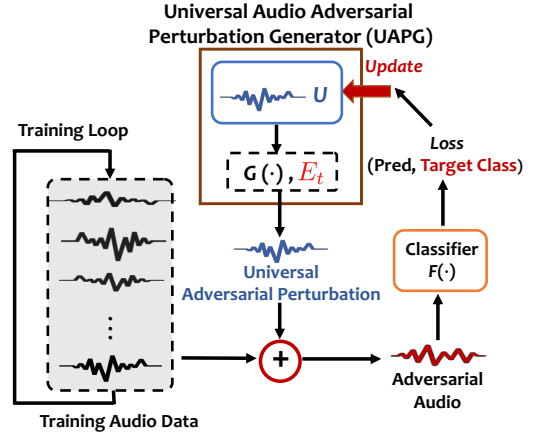 Universal Audio Adversarial
Perturbation Generator (UAPG)
Update
U
Training Loop
G (·) , E_t
Loss
(Pred, Target Class)
Classifier
F(·)
Universal
Adversarial Perturbation
+
Adversarial
Audio
Training Audio Data